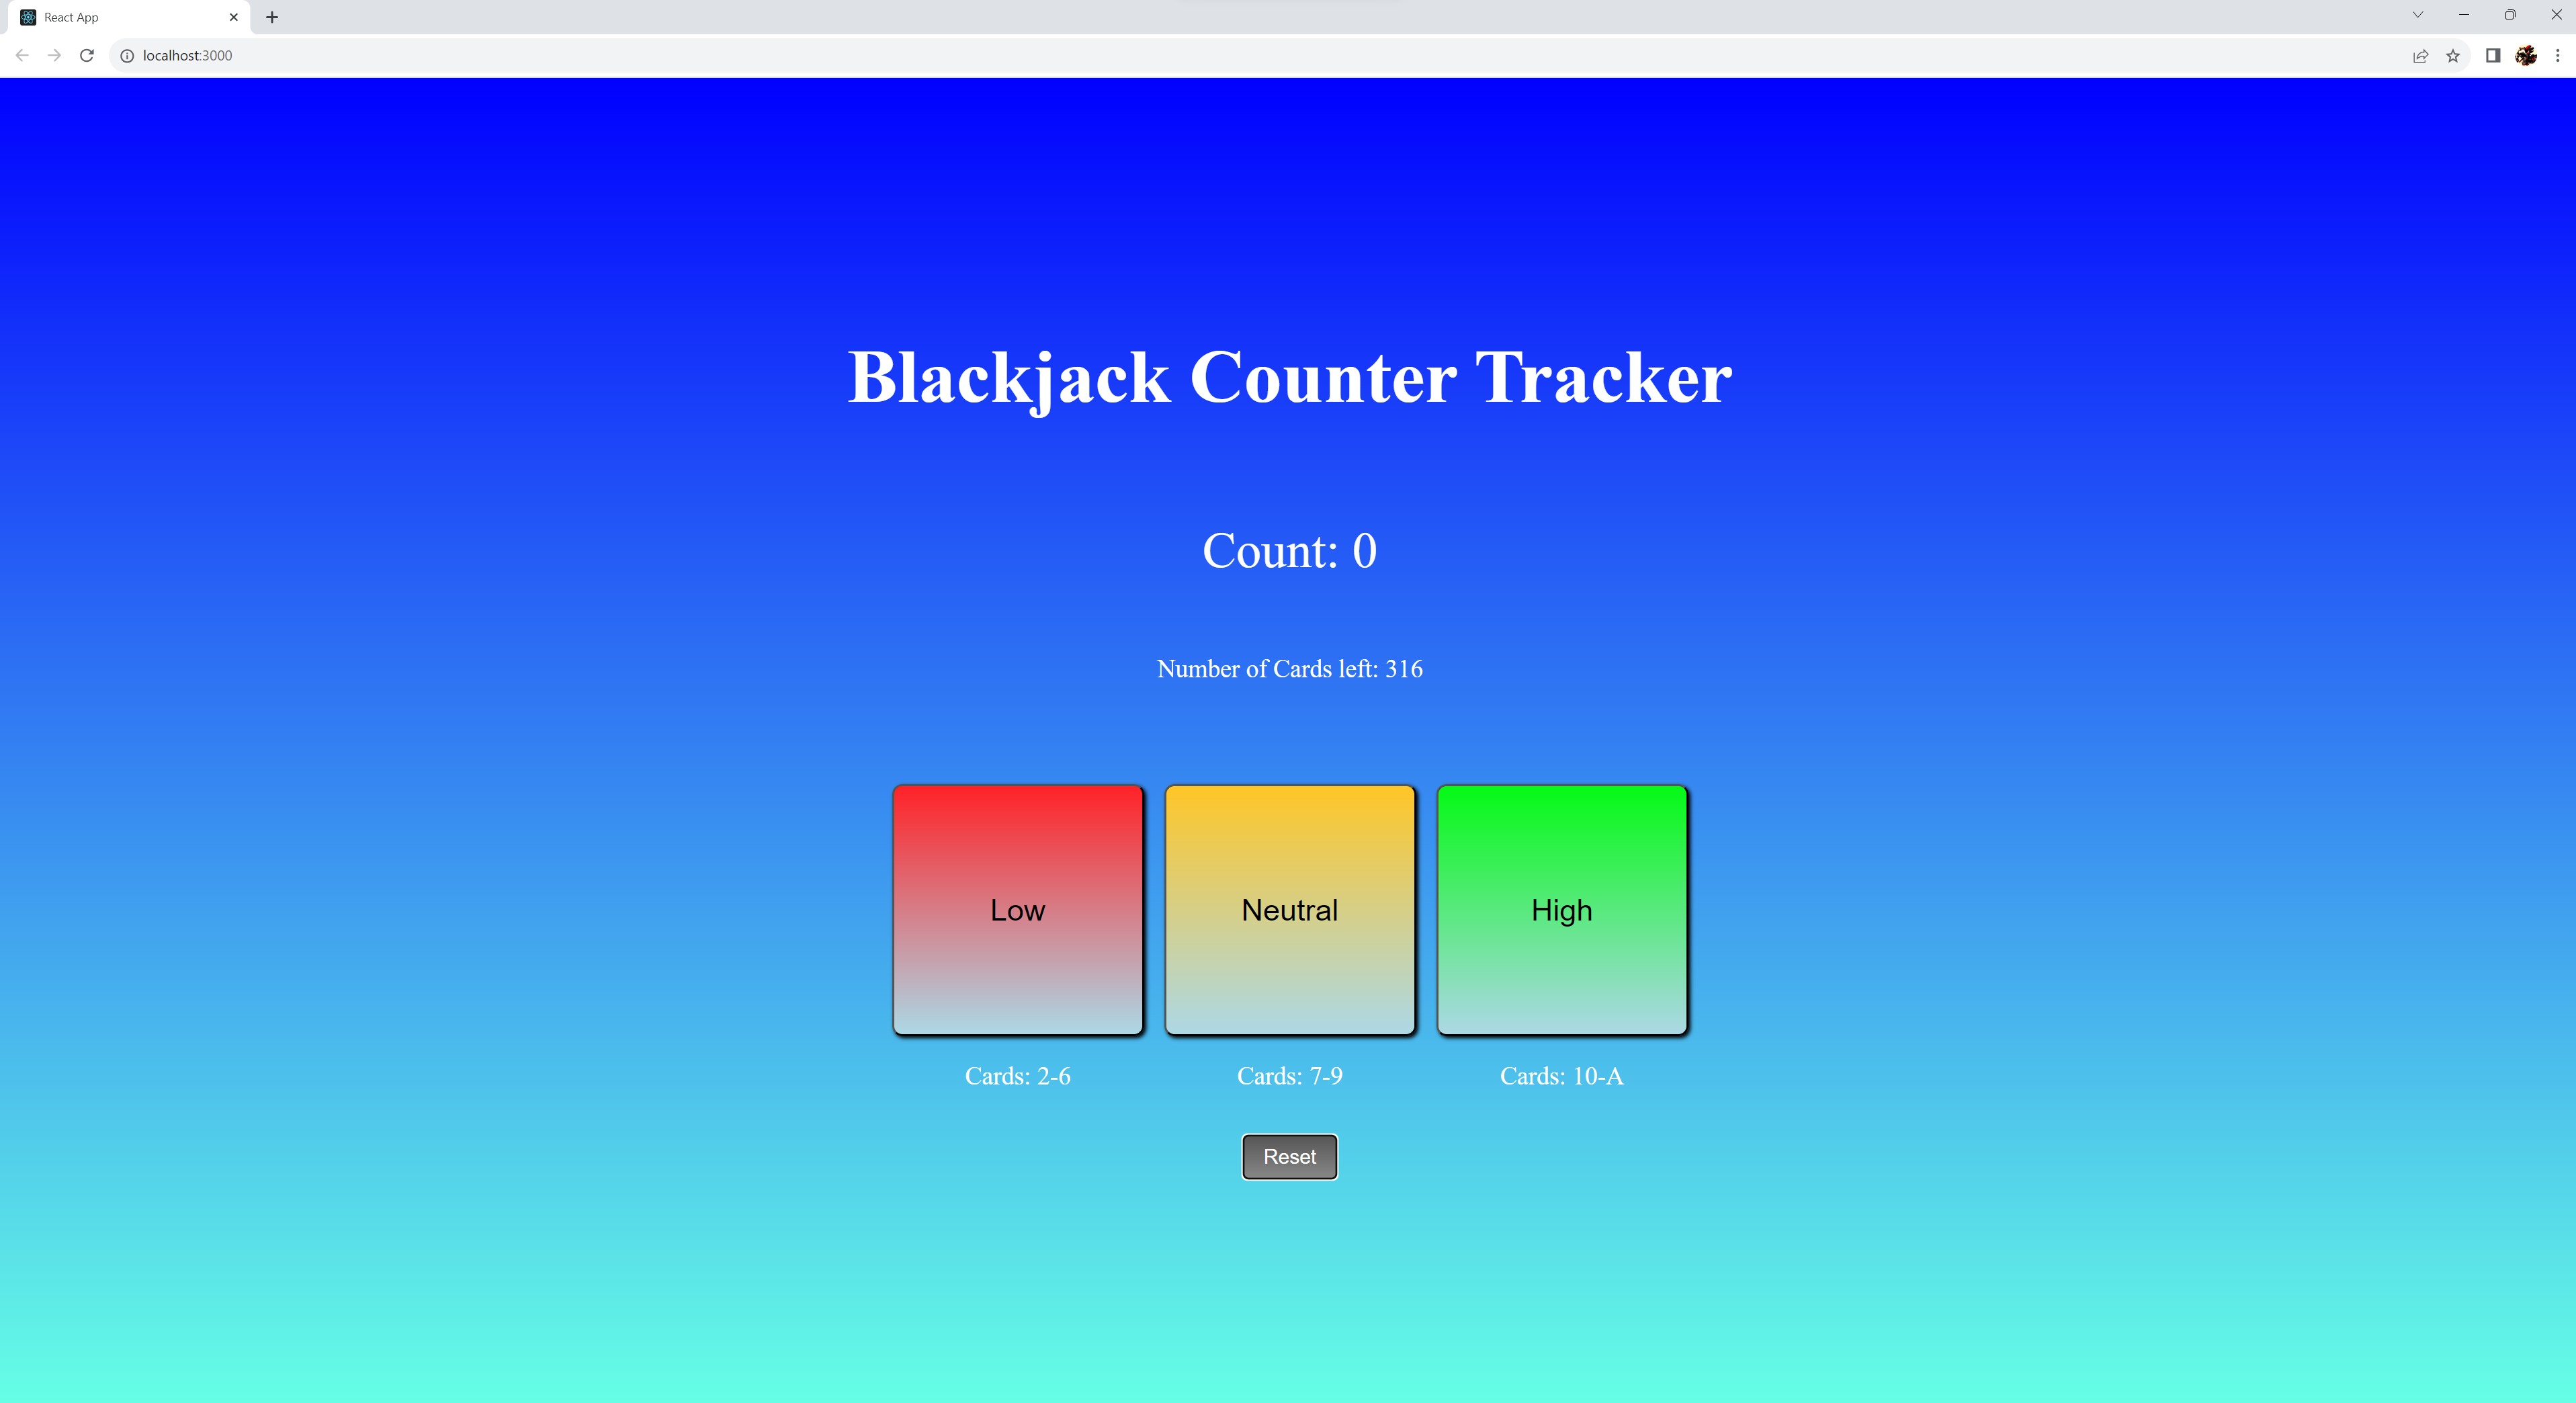 React App
localhost:3000
Blackjack Counter Tracker
Count: 0
Number of Cards left: 316
Low Neutral High
Cards: 2-6 Cards: 7-9 Cards: 10-A
Reset